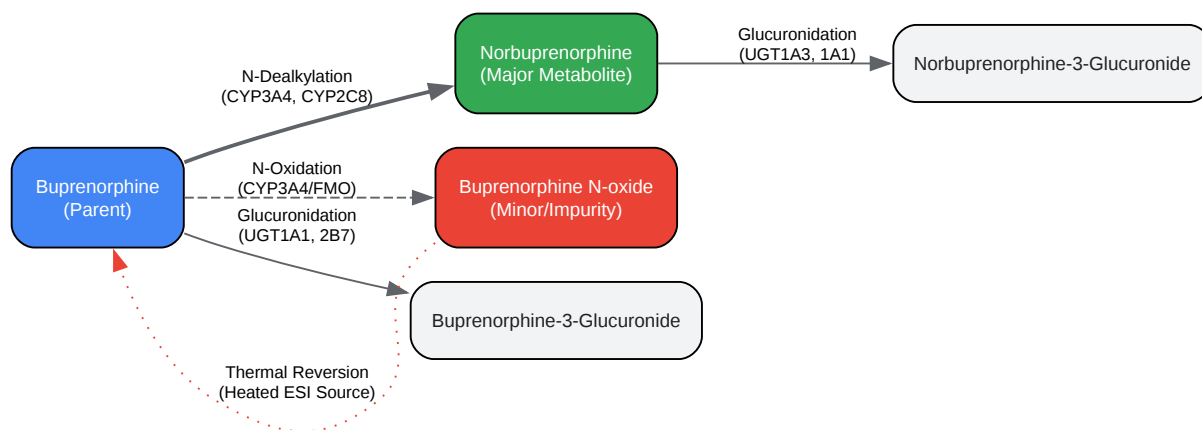 Buprenorphine
(Parent)
N-Dealkylation
(CYP3A4, CYP2C8)
Norbuprenorphine
(Major Metabolite)
Glucuronidation
(UGT1A3, 1A1)
Norbuprenorphine-3-Glucuronide
N-Oxidation
(CYP3A4/FMO)
Buprenorphine N-oxide
(Minor/Impurity)
Glucuronidation
(UGT1A1, 2B7)
Buprenorphine-3-Glucuronide
Thermal Reversion
(Heated ESI Source)